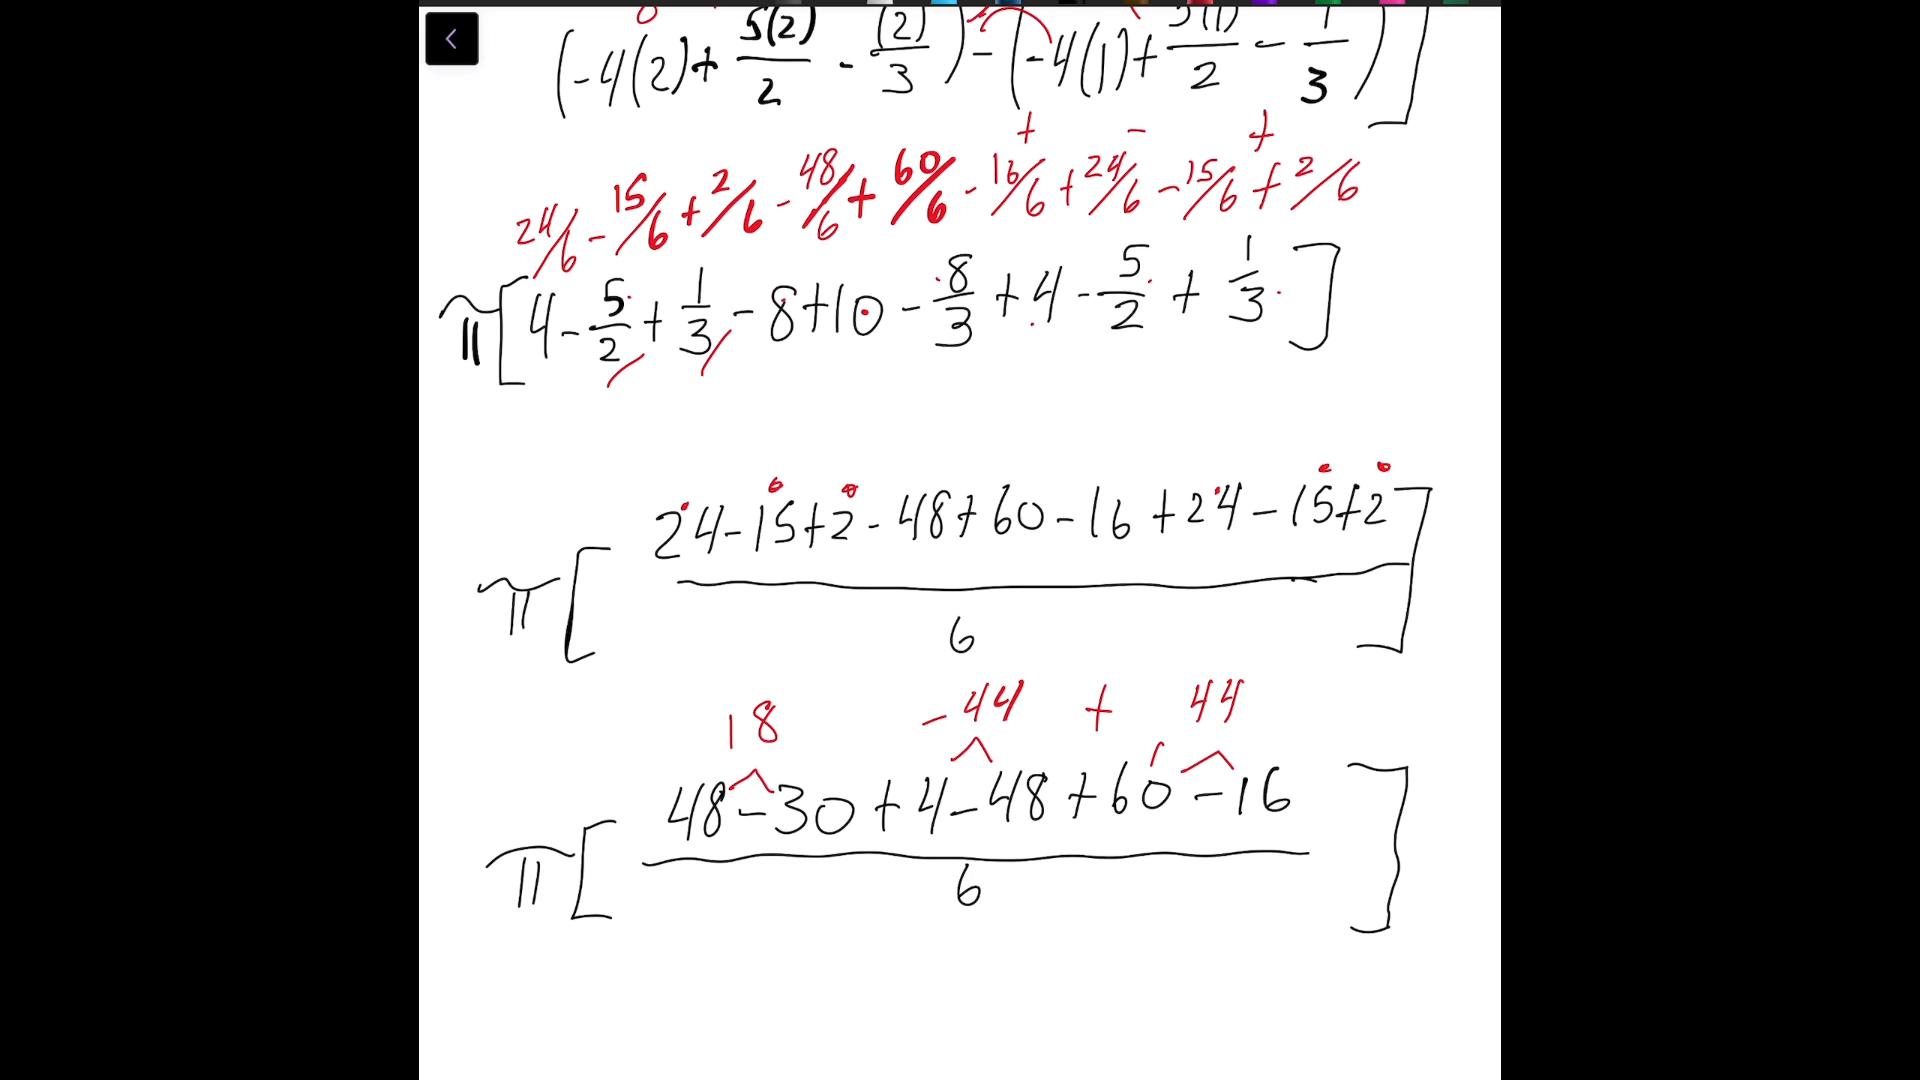 (-4(2)+ 5(2)/2 - (2)/3 ) - (-4(1)+ 5(1)/2 - 1/3 ) ]
+ - +
24/6 - 15/6 + 2/6 - 48/6 + 60/6 - 16/6 + 24/6 - 15/6 + 2/6
π[ 4 - 5/2 + 1/3 - 8 + 10 - 8/3 + 4 - 5/2 + 1/3 ]
π[ 24-15+2-48+60-16+24-15+2 / 6 ]
18 -44 + 44
π[ 48-30+4-48+60-16 / 6 ]